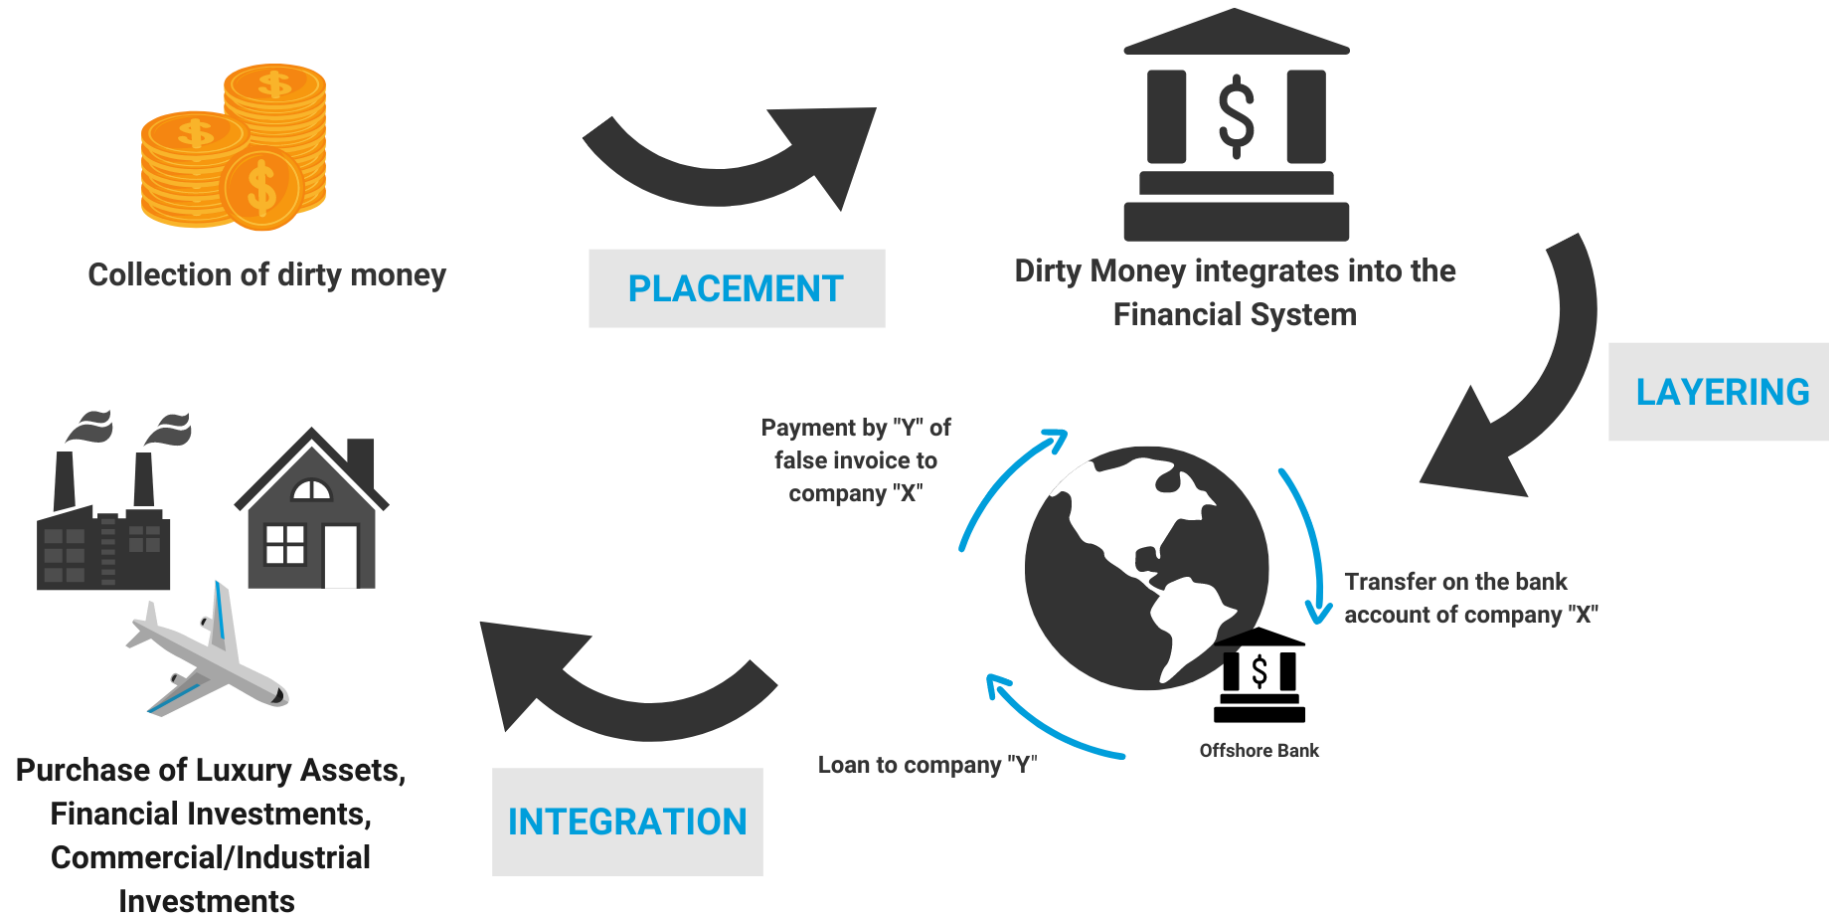 Collection of dirty money
PLACEMENT
Dirty Money integrates into the
Financial System
LAYERING
Payment by "Y" of
false invoice to
company "X"
Transfer on the bank
account of company "X"
Offshore Bank
Loan to company "Y"
INTEGRATION
Purchase of Luxury Assets,
Financial Investments,
Commercial/Industrial
Investments